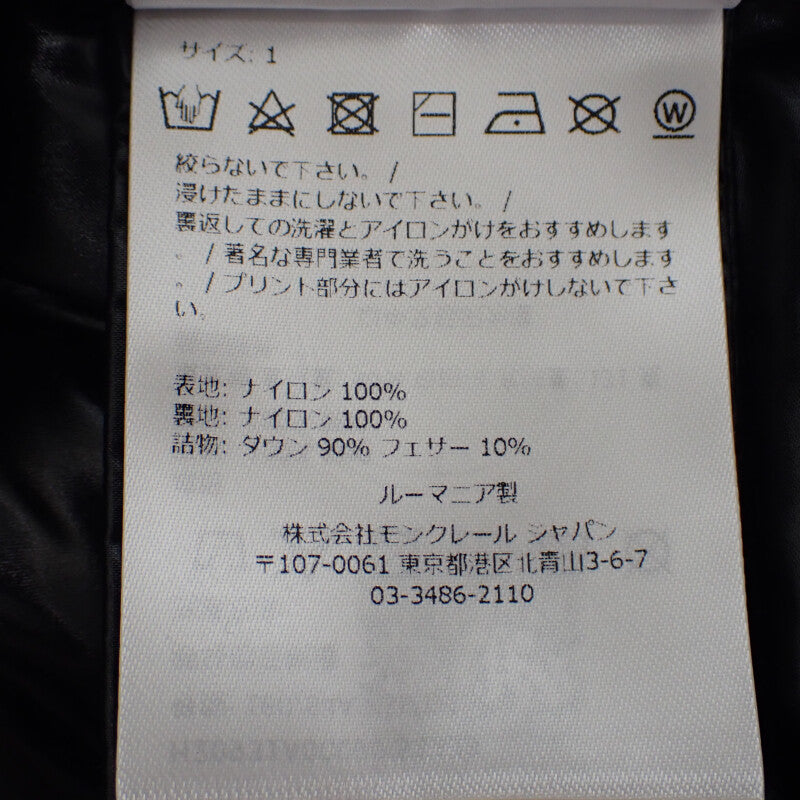 サイズ: 1
W
絞らないで下さい。 /
浸けたままにしないで下さい。 /
裏返しての洗濯とアイロンがけをおすすめします
。 / 著名な専門業者で洗うことをおすすめします
。 / プリント部分にはアイロンがけしないで下さ
い。
表地: ナイロン 100%
裏地: ナイロン 100%
詰物: ダウン 90% フェザー 10%
ルーマニア製
株式会社モンクレール ジャパン
〒107-0061 東京都港区北青山3-6-7
03-3486-2110